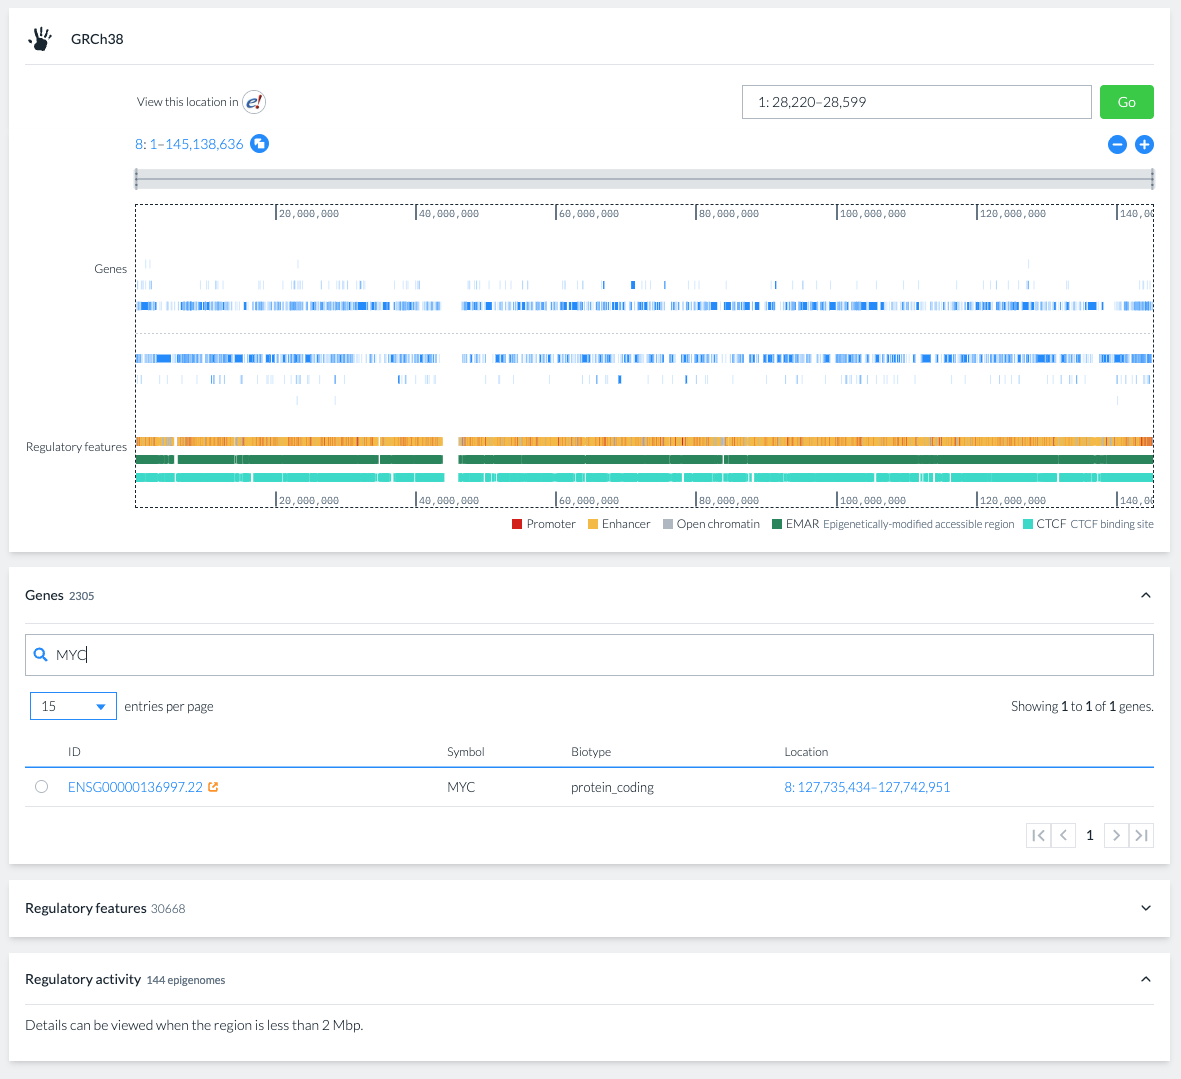 GRCh38
View this location in e!
1: 28,220–28,599
Go
8: 1–145,138,636
20,000,000 40,000,000 60,000,000 80,000,000 100,000,000 120,000,000 140,0
Genes
Regulatory features
20,000,000 40,000,000 60,000,000 80,000,000 100,000,000 120,000,000 140,0
Promoter Enhancer Open chromatin EMAR Epigenetically-modified accessible region CTCF CTCF binding site
Genes 2305
MYC
15 entries per page
Showing 1 to 1 of 1 genes.
ID Symbol Biotype Location
ENSG00000136997.22 MYC protein_coding 8: 127,735,434–127,742,951
1
Regulatory features 30668
Regulatory activity 144 epigenomes
Details can be viewed when the region is less than 2 Mbp.